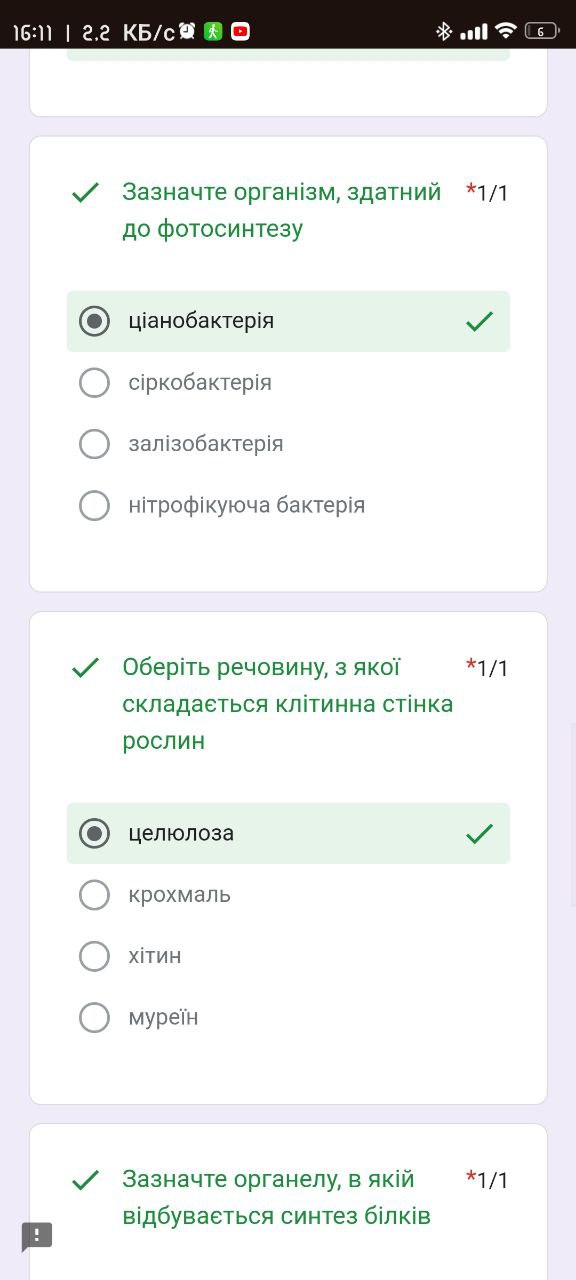 16:11 | 2.2 КБ/с
6
Зазначте організм, здатний *1/1
до фотосинтезу
ціанобактерія
сіркобактерія
залізобактерія
нітрофікуюча бактерія
Оберіть речовину, з якої *1/1
складається клітинна стінка
рослин
целюлоза
крохмаль
хітин
муреїн
Зазначте органелу, в якій *1/1
відбувається синтез білків